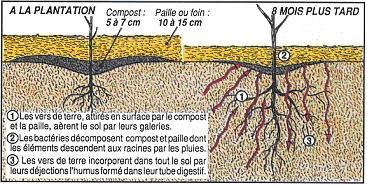 A LA PLANTATION
Compost :
5 à 7 cm
Paille ou foin :
10 à 15 cm
8 MOIS PLUS TARD
②
①
③
①Les vers de terre, attirés en surface par le compost
et la paille, aèrent le sol par leurs galeries.
②Les bactéries décomposent compost et paille dont
les éléments descendent aux racines par les pluies.
③ Les vers de terre incorporent dans tout le sol par
leurs déjections l'humus formé dans leur tube digestif.